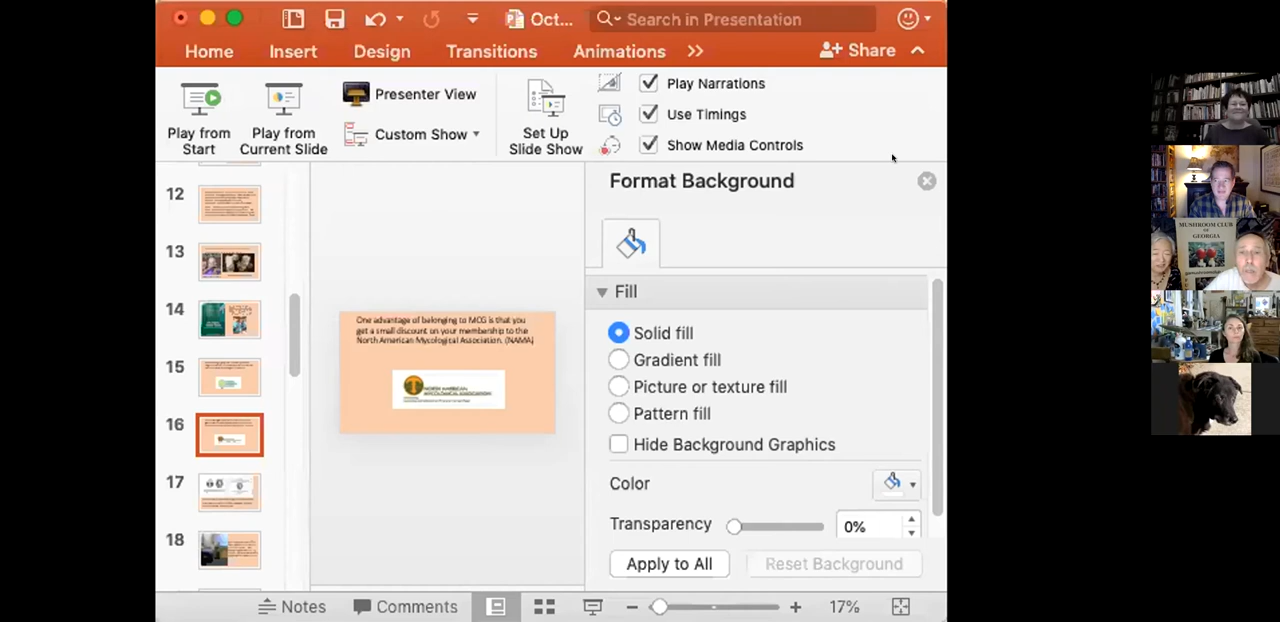 Oct...
Search in Presentation
Home
Insert
Design
Transitions
Animations
Share
Play from
Start
Play from
Current Slide
Presenter View
Custom Show
Set Up
Slide Show
Play Narrations
Use Timings
Show Media Controls
12
13
14
15
16
17
18
One advantage of belonging to MCG is that you
get a small discount on your membership to the
North American Mycological Association. (NAMA)
NORTH AMERICAN
MYCOLOGICAL ASSOCIATION
Format Background
Fill
Solid fill
Gradient fill
Picture or texture fill
Pattern fill
Hide Background Graphics
Color
Transparency
0%
Apply to All
Reset Background
Notes
Comments
17%
MUSHROOM CLUB
OF
GEORGIA